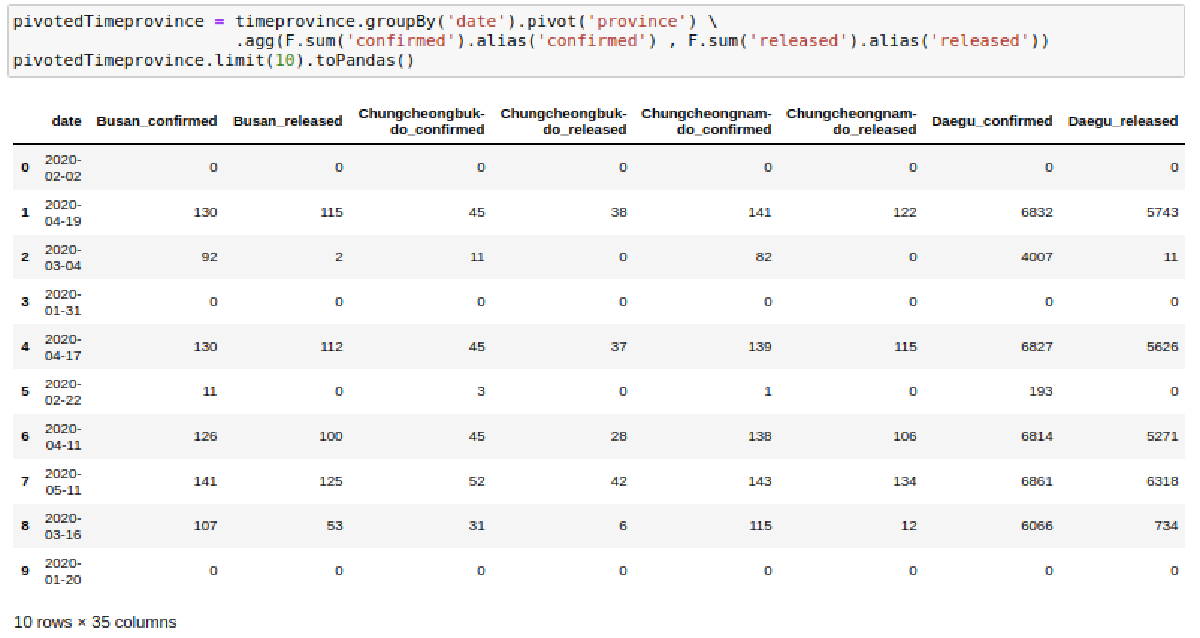 pivotedTimeprovince = timeprovince.groupBy('date').pivot('province') \
.agg(F.sum('confirmed').alias('confirmed') , F.sum('released').alias('released'))
pivotedTimeprovince.limit(10).toPandas()
date Busan_confirmed Busan_released Chungcheongbuk-do_confirmed Chungcheongbuk-do_released Chungcheongnam-do_confirmed Chungcheongnam-do_released Daegu_confirmed Daegu_released
0 2020-02-02 0 0 0 0 0 0 0 0
1 2020-04-19 130 115 45 38 141 122 6832 5743
2 2020-03-04 92 2 11 0 82 0 4007 11
3 2020-01-31 0 0 0 0 0 0 0 0
4 2020-04-17 130 112 45 37 139 115 6827 5626
5 2020-02-22 11 0 3 0 1 0 193 0
6 2020-04-11 126 100 45 28 138 106 6814 5271
7 2020-05-11 141 125 52 42 143 134 6861 6318
8 2020-03-16 107 53 31 6 115 12 6066 734
9 2020-01-20 0 0 0 0 0 0 0 0
10 rows × 35 columns